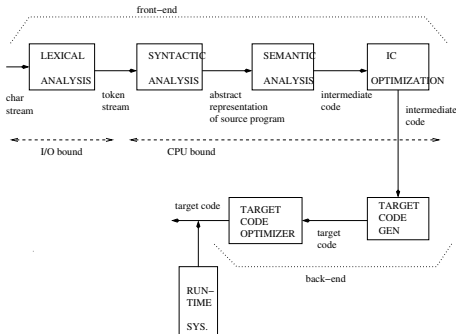 front-end
LEXICAL
ANALYSIS
SYNTACTIC
ANALYSIS
SEMANTIC
ANALYSIS
IC
OPTIMIZATION
char
stream
token
stream
abstract
representation
of source program
intermediate
code
intermediate
code
I/O bound
CPU bound
target code
TARGET
CODE
OPTIMIZER
target
code
TARGET
CODE
GEN
back-end
RUN-
TIME
SYS.